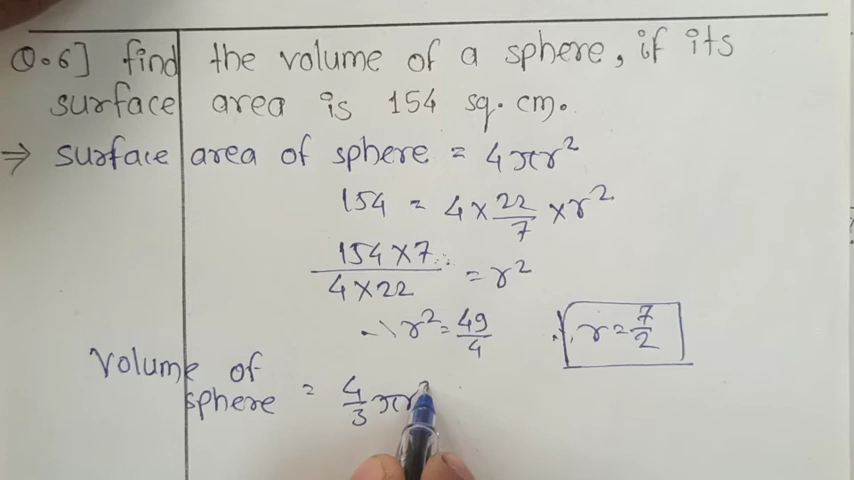 Q.6] find the volume of a sphere, if its
surface area is 154 sq. cm.
⇒ surface area of sphere = 4πr²
154 = 4 × 22/7 × r²
154 × 7 / 4 × 22 = r²
∴ r² = 49/4 ∴ r = 7/2
Volume of
sphere = 4/3 πr